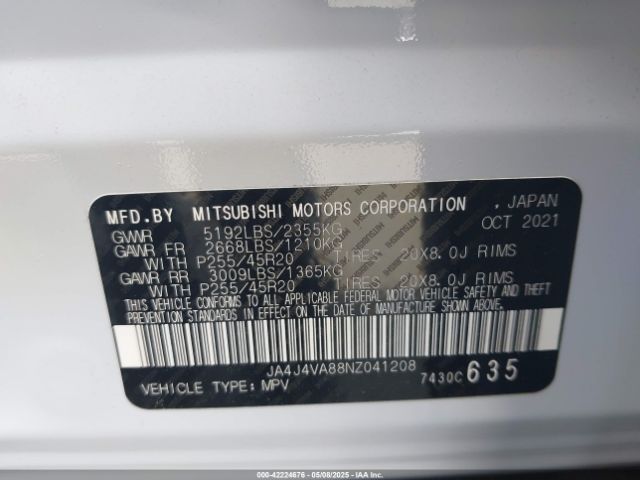 MFD.BY MITSUBISHI MOTORS CORPORATION . JAPAN
GVWR 5192LBS/2355KG OCT 2021
GAWR FR 2668LBS/1210KG
WITH P255/45R20 TIRES 20X8.0J RIMS
GAWR RR 3009LBS/1365KG
WITH P255/45R20 TIRES 20X8.0J RIMS
THIS VEHICLE CONFORMS TO ALL APPLICABLE FEDERAL MOTOR VEHICLE SAFETY AND THEFT
PREVENTION STANDARDS IN EFFECT ON THE DATE OF MANUFACTURE SHOWN ABOVE.
JA4J4VA88NZ041208
VEHICLE TYPE: MPV 7430C 635
000-42224676 - 05/08/2025 - IAAI.CA